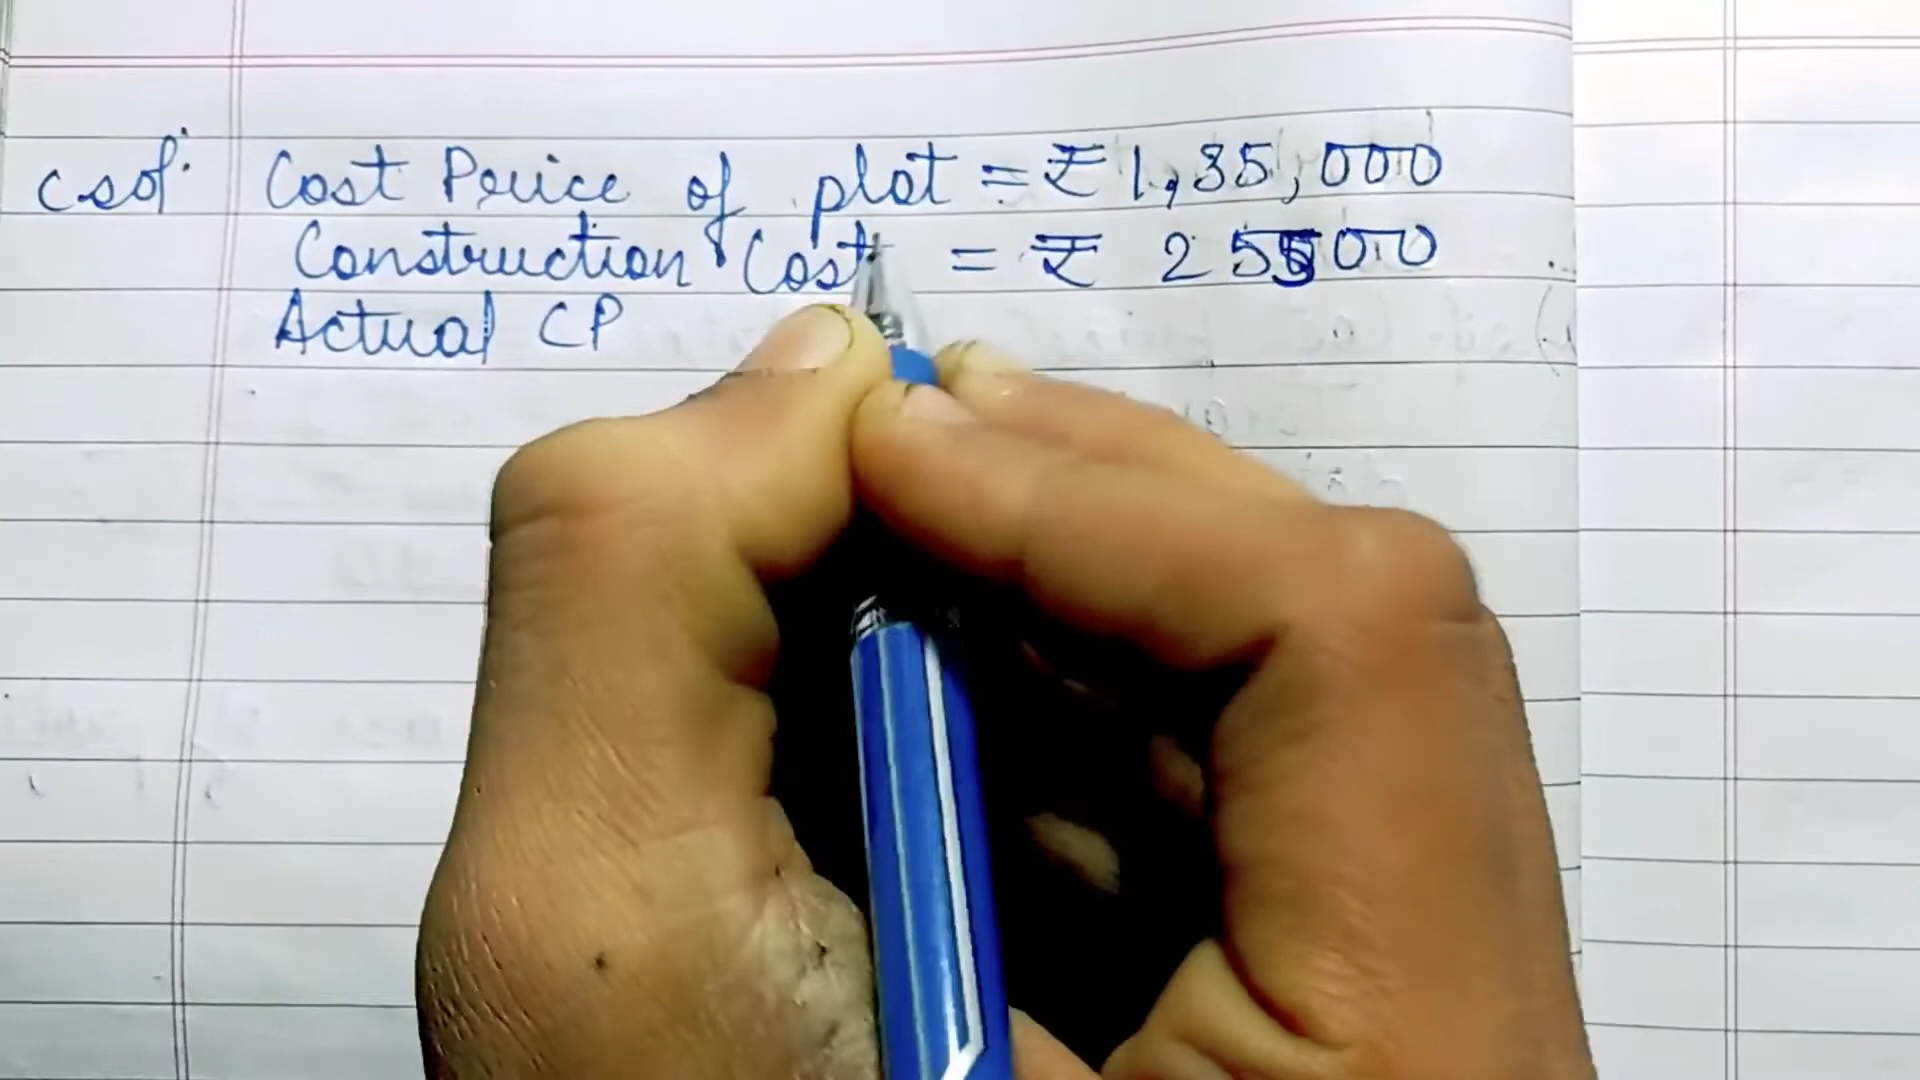 sol. Cost Price of plot = ₹ 1,35,000
Construction Cost = ₹ 25500
Actual CP